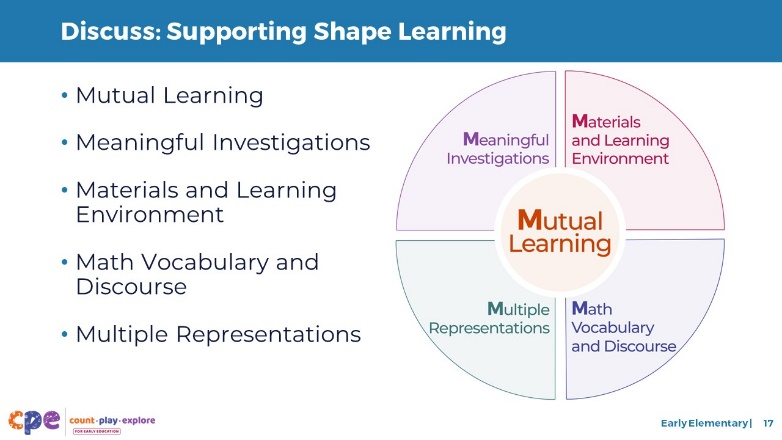 Discuss: Supporting Shape Learning
• Mutual Learning
• Meaningful Investigations
• Materials and Learning
Environment
• Math Vocabulary and
Discourse
• Multiple Representations
Meaningful
Investigations
Materials
and Learning
Environment
Mutual
Learning
Multiple
Representations
Math
Vocabulary
and Discourse
cpe
count·play·explore
FOR EARLY EDUCATION
Early Elementary | 17